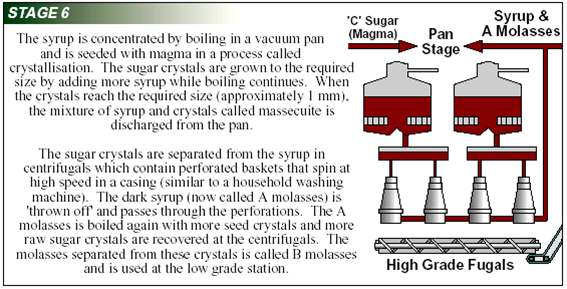 STAGE 6
The syrup is concentrated by boiling in a vacuum pan
and is seeded with magma in a process called
crystallisation.  The sugar crystals are grown to the required
size by adding more syrup while boiling continues.  When
the crystals reach the required size (approximately 1 mm),
the mixture of syrup and crystals called massecuite is
discharged from the pan.
The sugar crystals are separated from the syrup in
centrifugals which contain perforated baskets that spin at
high speed in a casing (similar to a household washing
machine).  The dark syrup (now called A molasses) is
'thrown off' and passes through the perforations.  The A
molasses is boiled again with more seed crystals and more
raw sugar crystals are recovered at the centrifugals.  The
molasses separated from these crystals is called B molasses
and is used at the low grade station.
'C' Sugar
(Magma)
Pan
Stage
Syrup &
A Molasses
High Grade Fugals